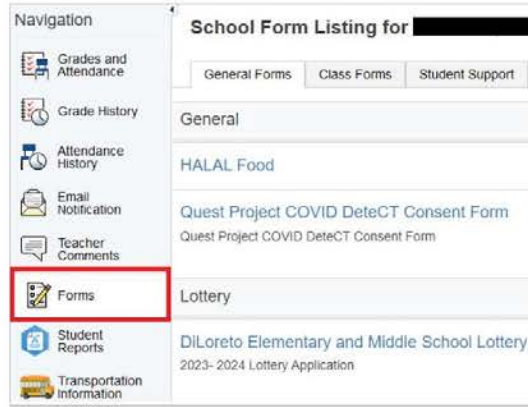 Navigation
Grades and
Attendance
Grade History
Attendance
History
Email
Notification
Teacher
Comments
Forms
Student
Reports
Transportation
Information
School Form Listing for
General Forms
Class Forms
Student Support
General
HALAL Food
Quest Project COVID DeteCT Consent Form
Quest Project COVID DeteCT Consent Form
Lottery
DiLoreto Elementary and Middle School Lottery
2023- 2024 Lottery Application